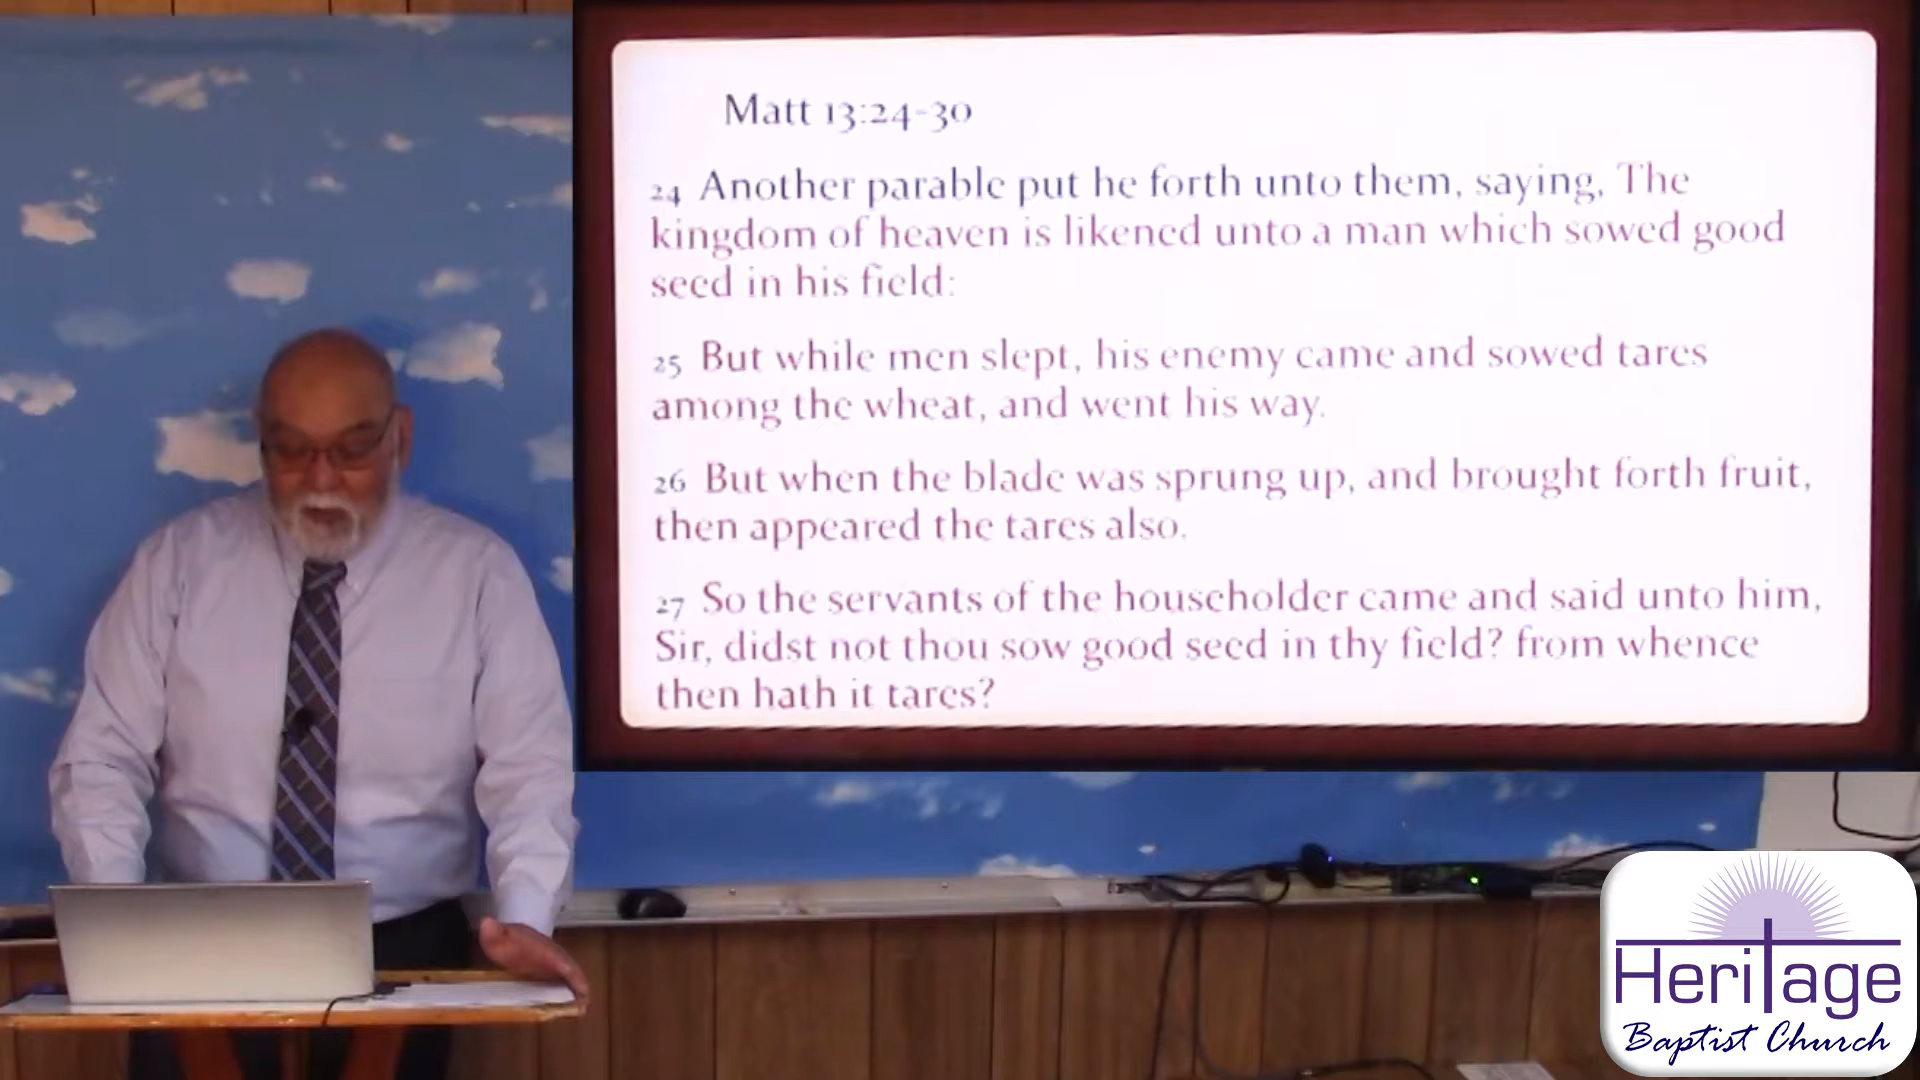 Matt 13:24-30
24 Another parable put he forth unto them, saying, The
kingdom of heaven is likened unto a man which sowed good
seed in his field:
25 But while men slept, his enemy came and sowed tares
among the wheat, and went his way.
26 But when the blade was sprung up, and brought forth fruit,
then appeared the tares also.
27 So the servants of the householder came and said unto him,
Sir, didst not thou sow good seed in thy field? from whence
then hath it tares?
Heritage
Baptist Church